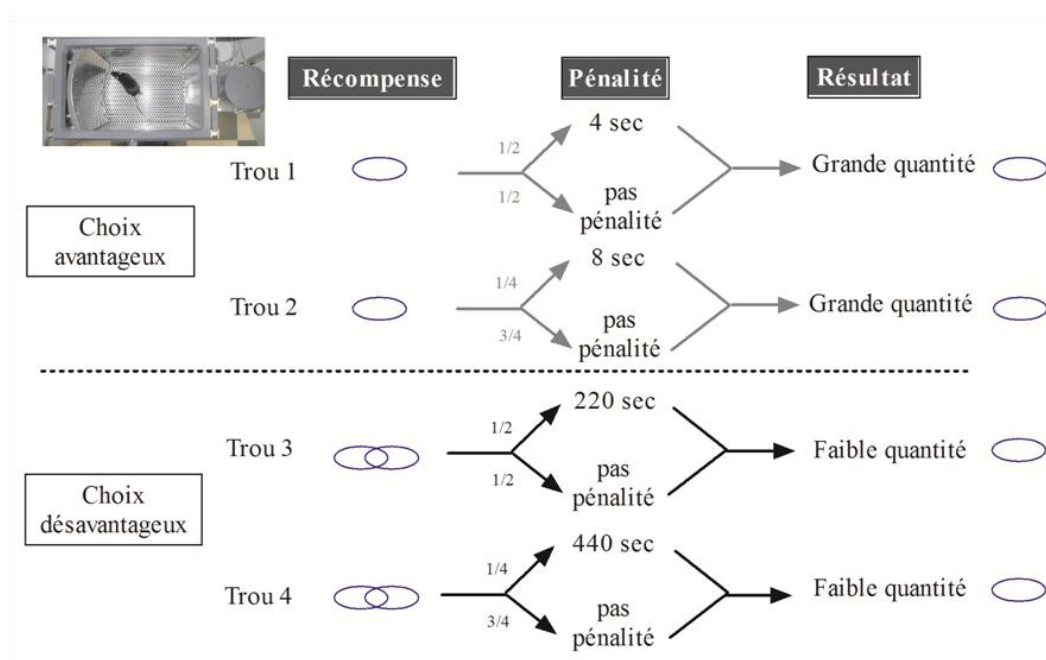 Récompense Pénalité Résultat
4 sec
1/2
Trou 1 Grande quantité
1/2
pas
pénalité
Choix
avantageux
8 sec
1/4
Trou 2 Grande quantité
3/4
pas
pénalité
220 sec
1/2
Trou 3 Faible quantité
1/2
pas
pénalité
Choix
désavantageux
440 sec
1/4
Trou 4 Faible quantité
3/4
pas
pénalité